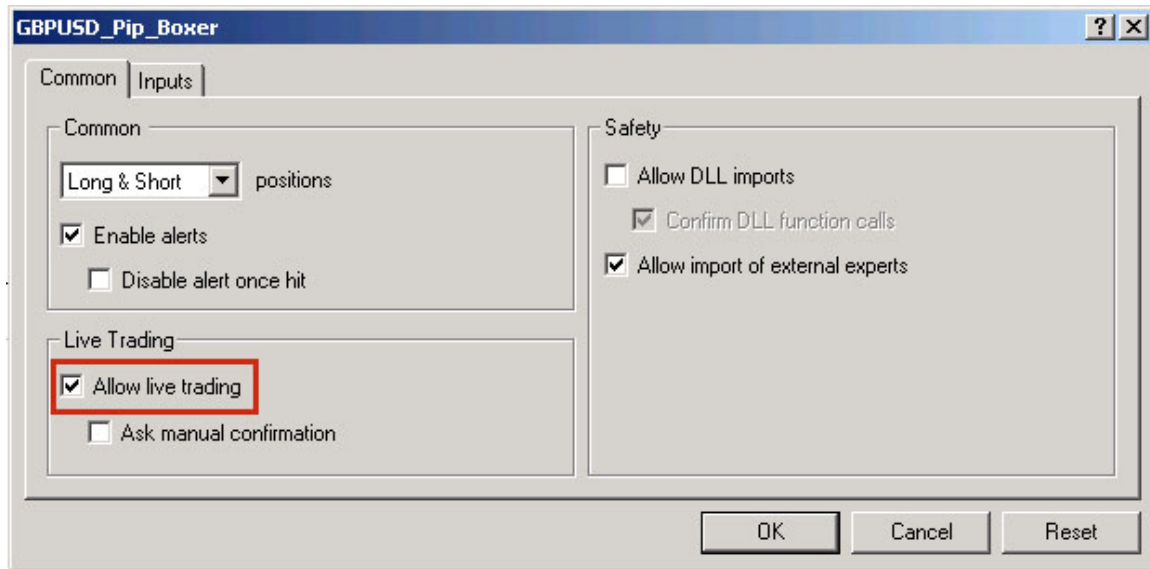 GBPUSD_Pip_Boxer
Common
Inputs
Common
Long & Short
positions
Enable alerts
Disable alert once hit
Live Trading
Allow live trading
Ask manual confirmation
Safety
Allow DLL imports
Confirm DLL function calls
Allow import of external experts
OK
Cancel
Reset